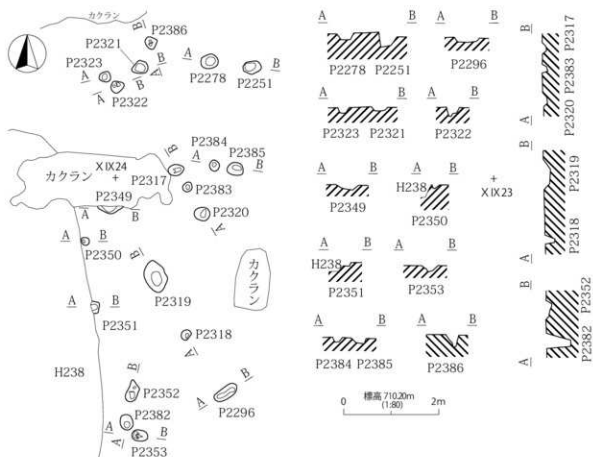 カクラン
B
P2386
P2321
B
P2323
A
A
B
P2278
P2251
B
A
B
P2322
カクラン
X IX24
B
P2317
A
P2384
P2385
B
P2383
P2320
A
P2349
A
B
A
B
P2350
B
P2319
カクラン
A
B
P2351
P2318
A
H238
B
P2352
B
P2382
P2296
A
A
A
B
P2353
A
B
P2278
P2251
A
B
P2296
A
B
P2323
P2321
A
B
P2322
A
B
P2349
A
B
H238
P2350
X IX23
A
B
H238
P2351
A
B
P2353
A
B
P2384
P2385
A
B
P2386
B
P2317
P2383
P2320
A
B
P2319
P2318
A
B
P2352
P2382
A
標高 710.20m
(1:80)
0
2m